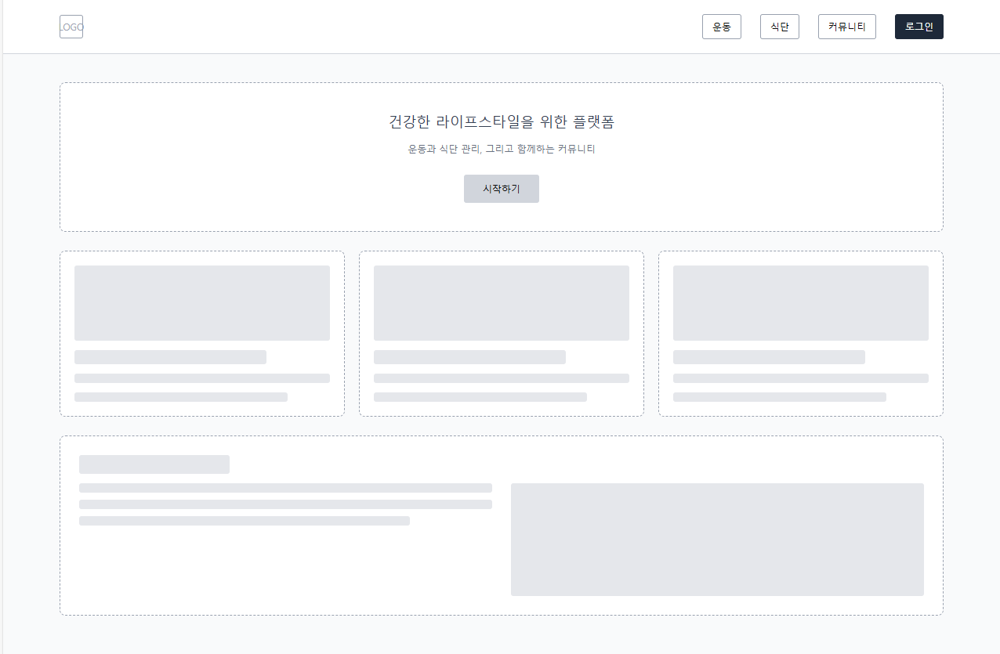 LOGO
운동
식단
커뮤니티
로그인
건강한 라이프스타일을 위한 플랫폼
운동과 식단 관리, 그리고 함께하는 커뮤니티
시작하기